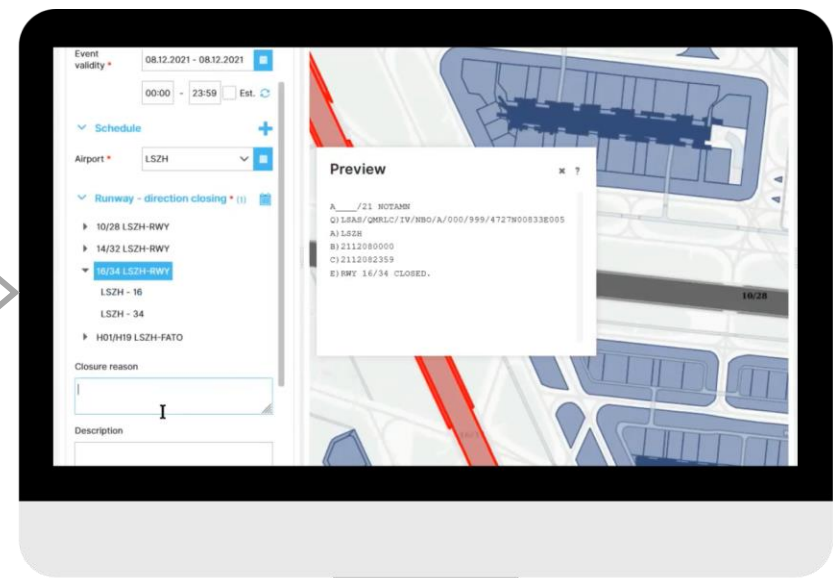 Event
validity *
08.12.2021 - 08.12.2021
00:00 - 23:59 Est.
Schedule
Airport *
LSZH
Runway - direction closing * (1)
10/28 LSZH-RWY
14/32 LSZH-RWY
16/34 LSZH-RWY
LSZH - 16
LSZH - 34
H01/H19 LSZH-FATO
Closure reason
Description
Preview
?
A____/21 NOTAMN
Q)LSAS/QMRLC/IV/NBO/A/000/999/4727N00833E005
A)LSZH
B)2112080000
C)2112082359
E)RWY 16/34 CLOSED.
10/28